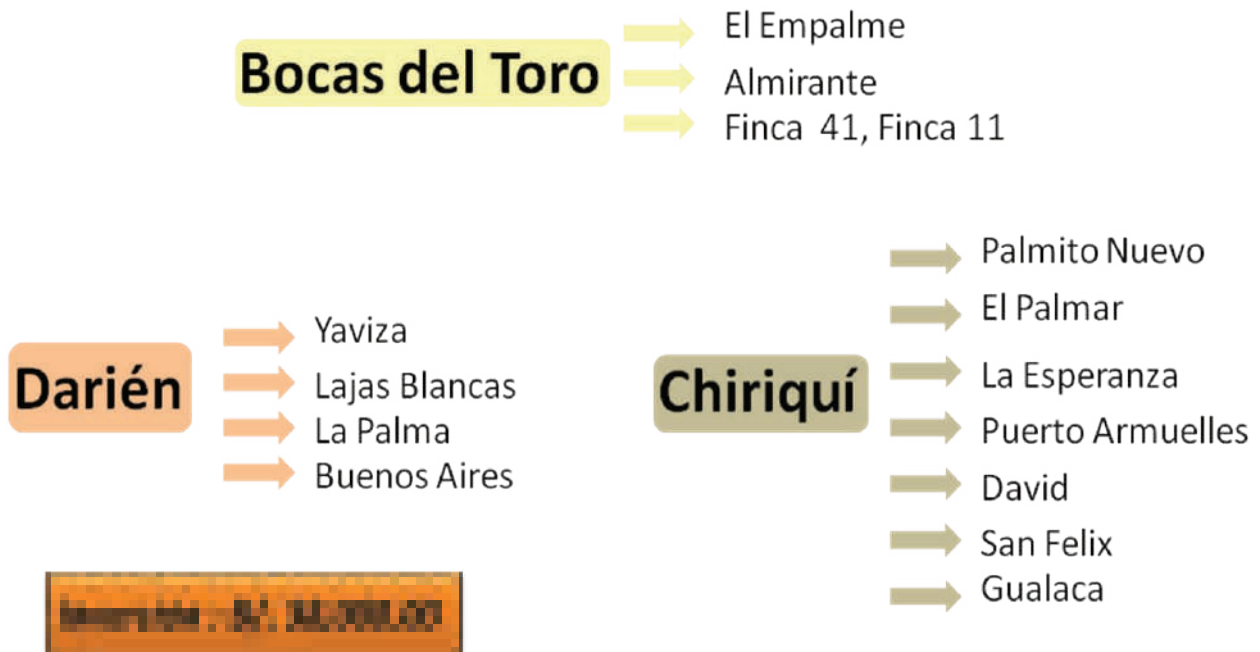 Bocas del Toro
El Empalme
Almirante
Finca 41, Finca 11
Darién
Yaviza
Lajas Blancas
La Palma
Buenos Aires
Chiriquí
Palmito Nuevo
El Palmar
La Esperanza
Puerto Armuelles
David
San Felix
Gualaca